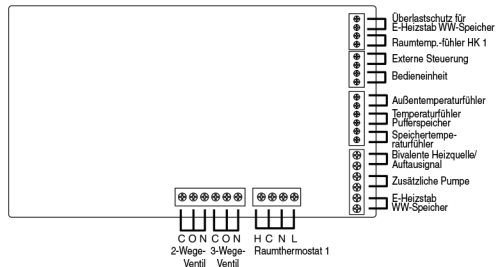 Überlastschutz für
E-Heizstab WW-Speicher
Raumtemp.-fühler HK 1
Externe Steuerung
Bedieneinheit
Außentemperaturfühler
Temperaturfühler
Pufferspeicher
Speichertempe-
raturfühler
Bivalente Heizquelle/
Auftausignal
Zusätzliche Pumpe
E-Heizstab
WW-Speicher
C O N C O N H C N L
2-Wege- 3-Wege- Raumthermostat 1
Ventil Ventil